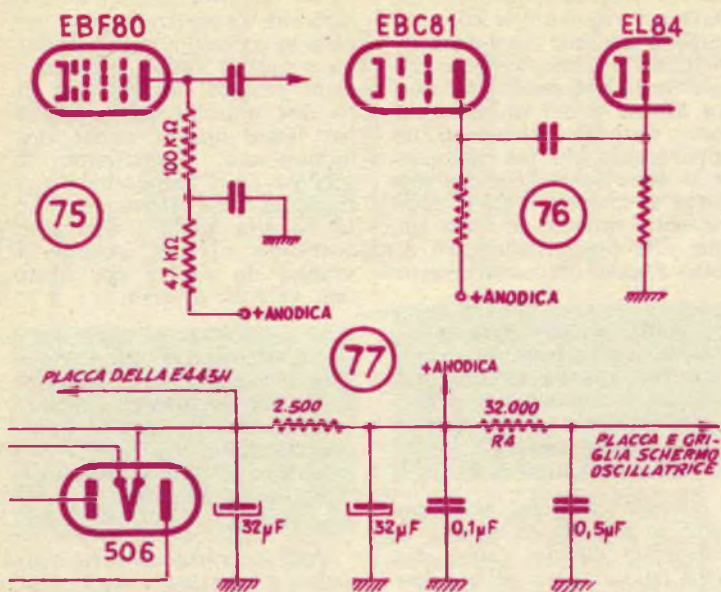 EBF80
EBC81
EL84
100KΩ
75
76
47 KΩ
+ANODICA
+ANODICA
77
PLACCA DELLA E443H
+ANODICA
2.500
32.000
R4
PLACCA E GRI-
GLIA SCHERMO
OSCILLATRICE
506
32µF
32µF
0,1µF
0,5µF